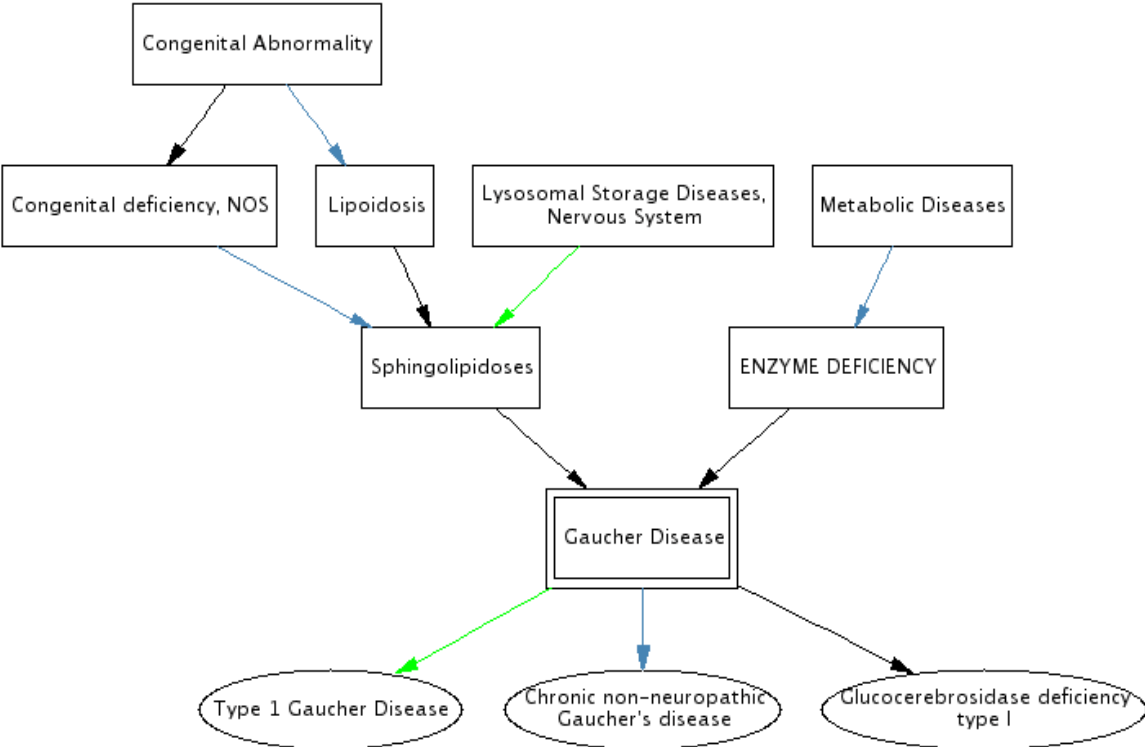 Congenital Abnormality
Congenital deficiency, NOS
Lipoidosis
Lysosomal Storage Diseases,
Nervous System
Metabolic Diseases
Sphingolipidoses
ENZYME DEFICIENCY
Gaucher Disease
Type 1 Gaucher Disease
Chronic non-neuropathic
Gaucher's disease
Glucocerebrosidase deficiency
type I